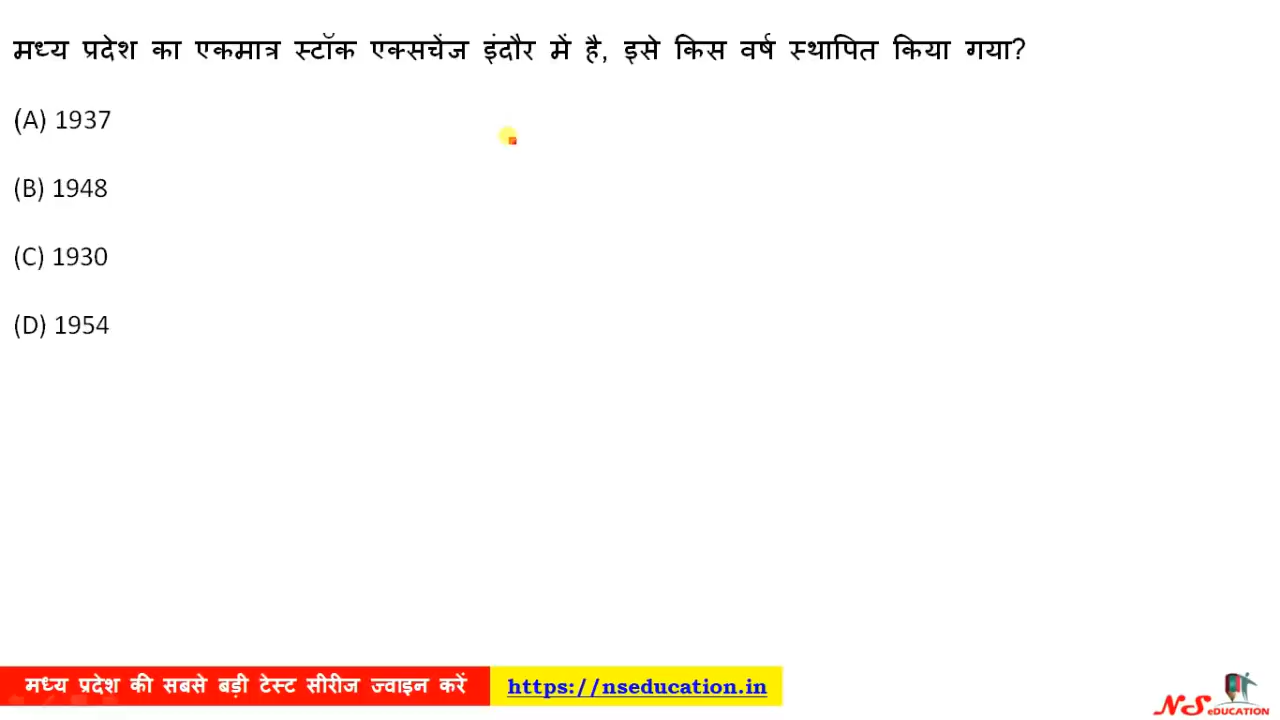 मध्य प्रदेश का एकमात्र स्टॉक एक्सचेंज इंदौर में है, इसे किस वर्ष स्थापित किया गया?
(A) 1937
(B) 1948
(C) 1930
(D) 1954
मध्य प्रदेश की सबसे बड़ी टेस्ट सीरीज ज्वाइन करें https://nseducation.in
NS eDUCATION